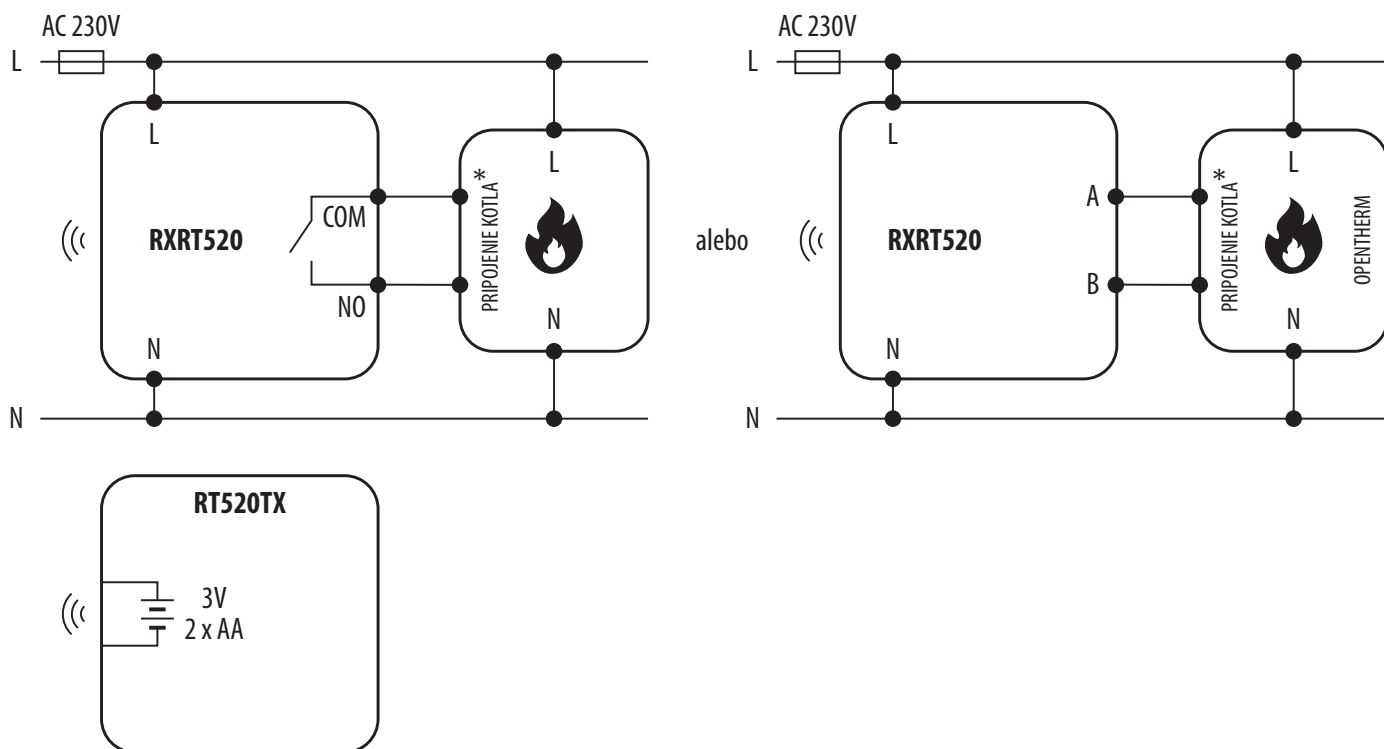 AC 230V
L
L
RXRT520
COM
NO
N
N
L
PRIPOJENIE KOTLA*
N
alebo
AC 230V
L
L
RXRT520
A
B
N
N
L
PRIPOJENIE KOTLA*
OPENTHERM
N
RT520TX
3V
2 x AA